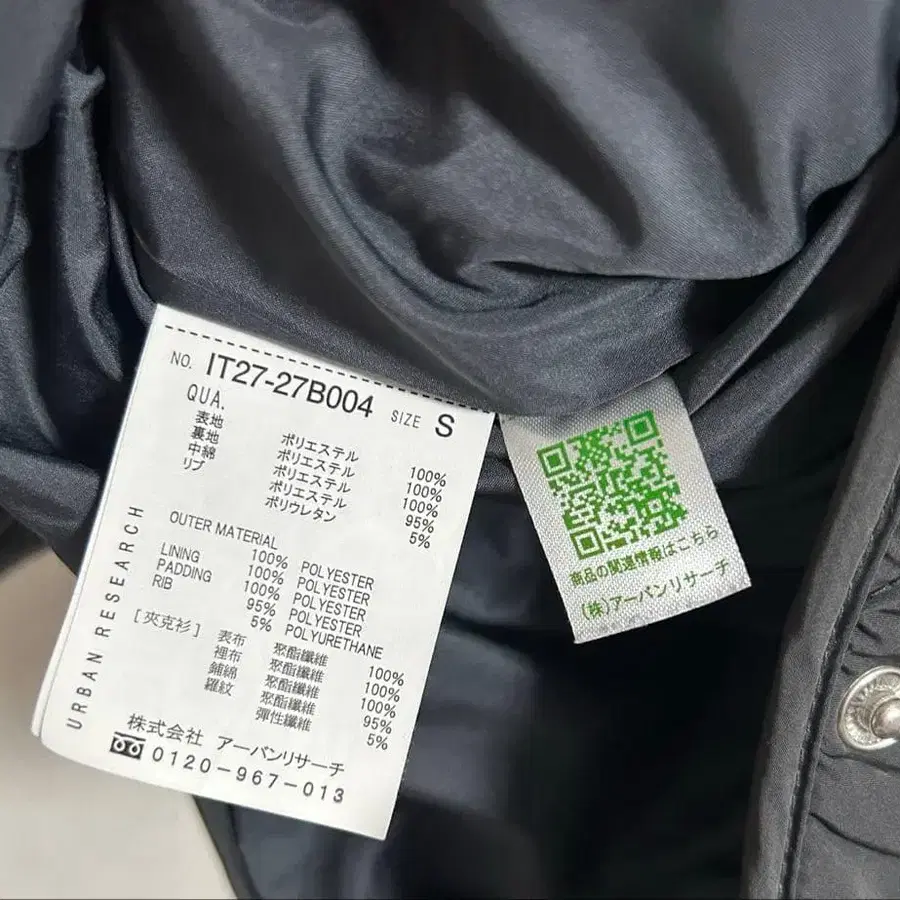 NO. IT27-27B004 SIZE S
QUA.
表地 ポリエステル 100%
裏地 ポリエステル 100%
中綿 ポリエステル 100%
リブ ポリエステル 95%
ポリウレタン 5%
OUTER MATERIAL
100% POLYESTER
LINING 100% POLYESTER
PADDING 100% POLYESTER
RIB 95% POLYESTER
5% POLYURETHANE
[夾克衫]
表布 聚酯纖維 100%
裡布 聚酯纖維 100%
鋪綿 聚酯纖維 100%
羅紋 聚酯纖維 95%
彈性纖維 5%
URBAN RESEARCH
株式会社 アーバンリサーチ
0120-967-013
商品の関連情報はこちら
(株)アーバンリサーチ